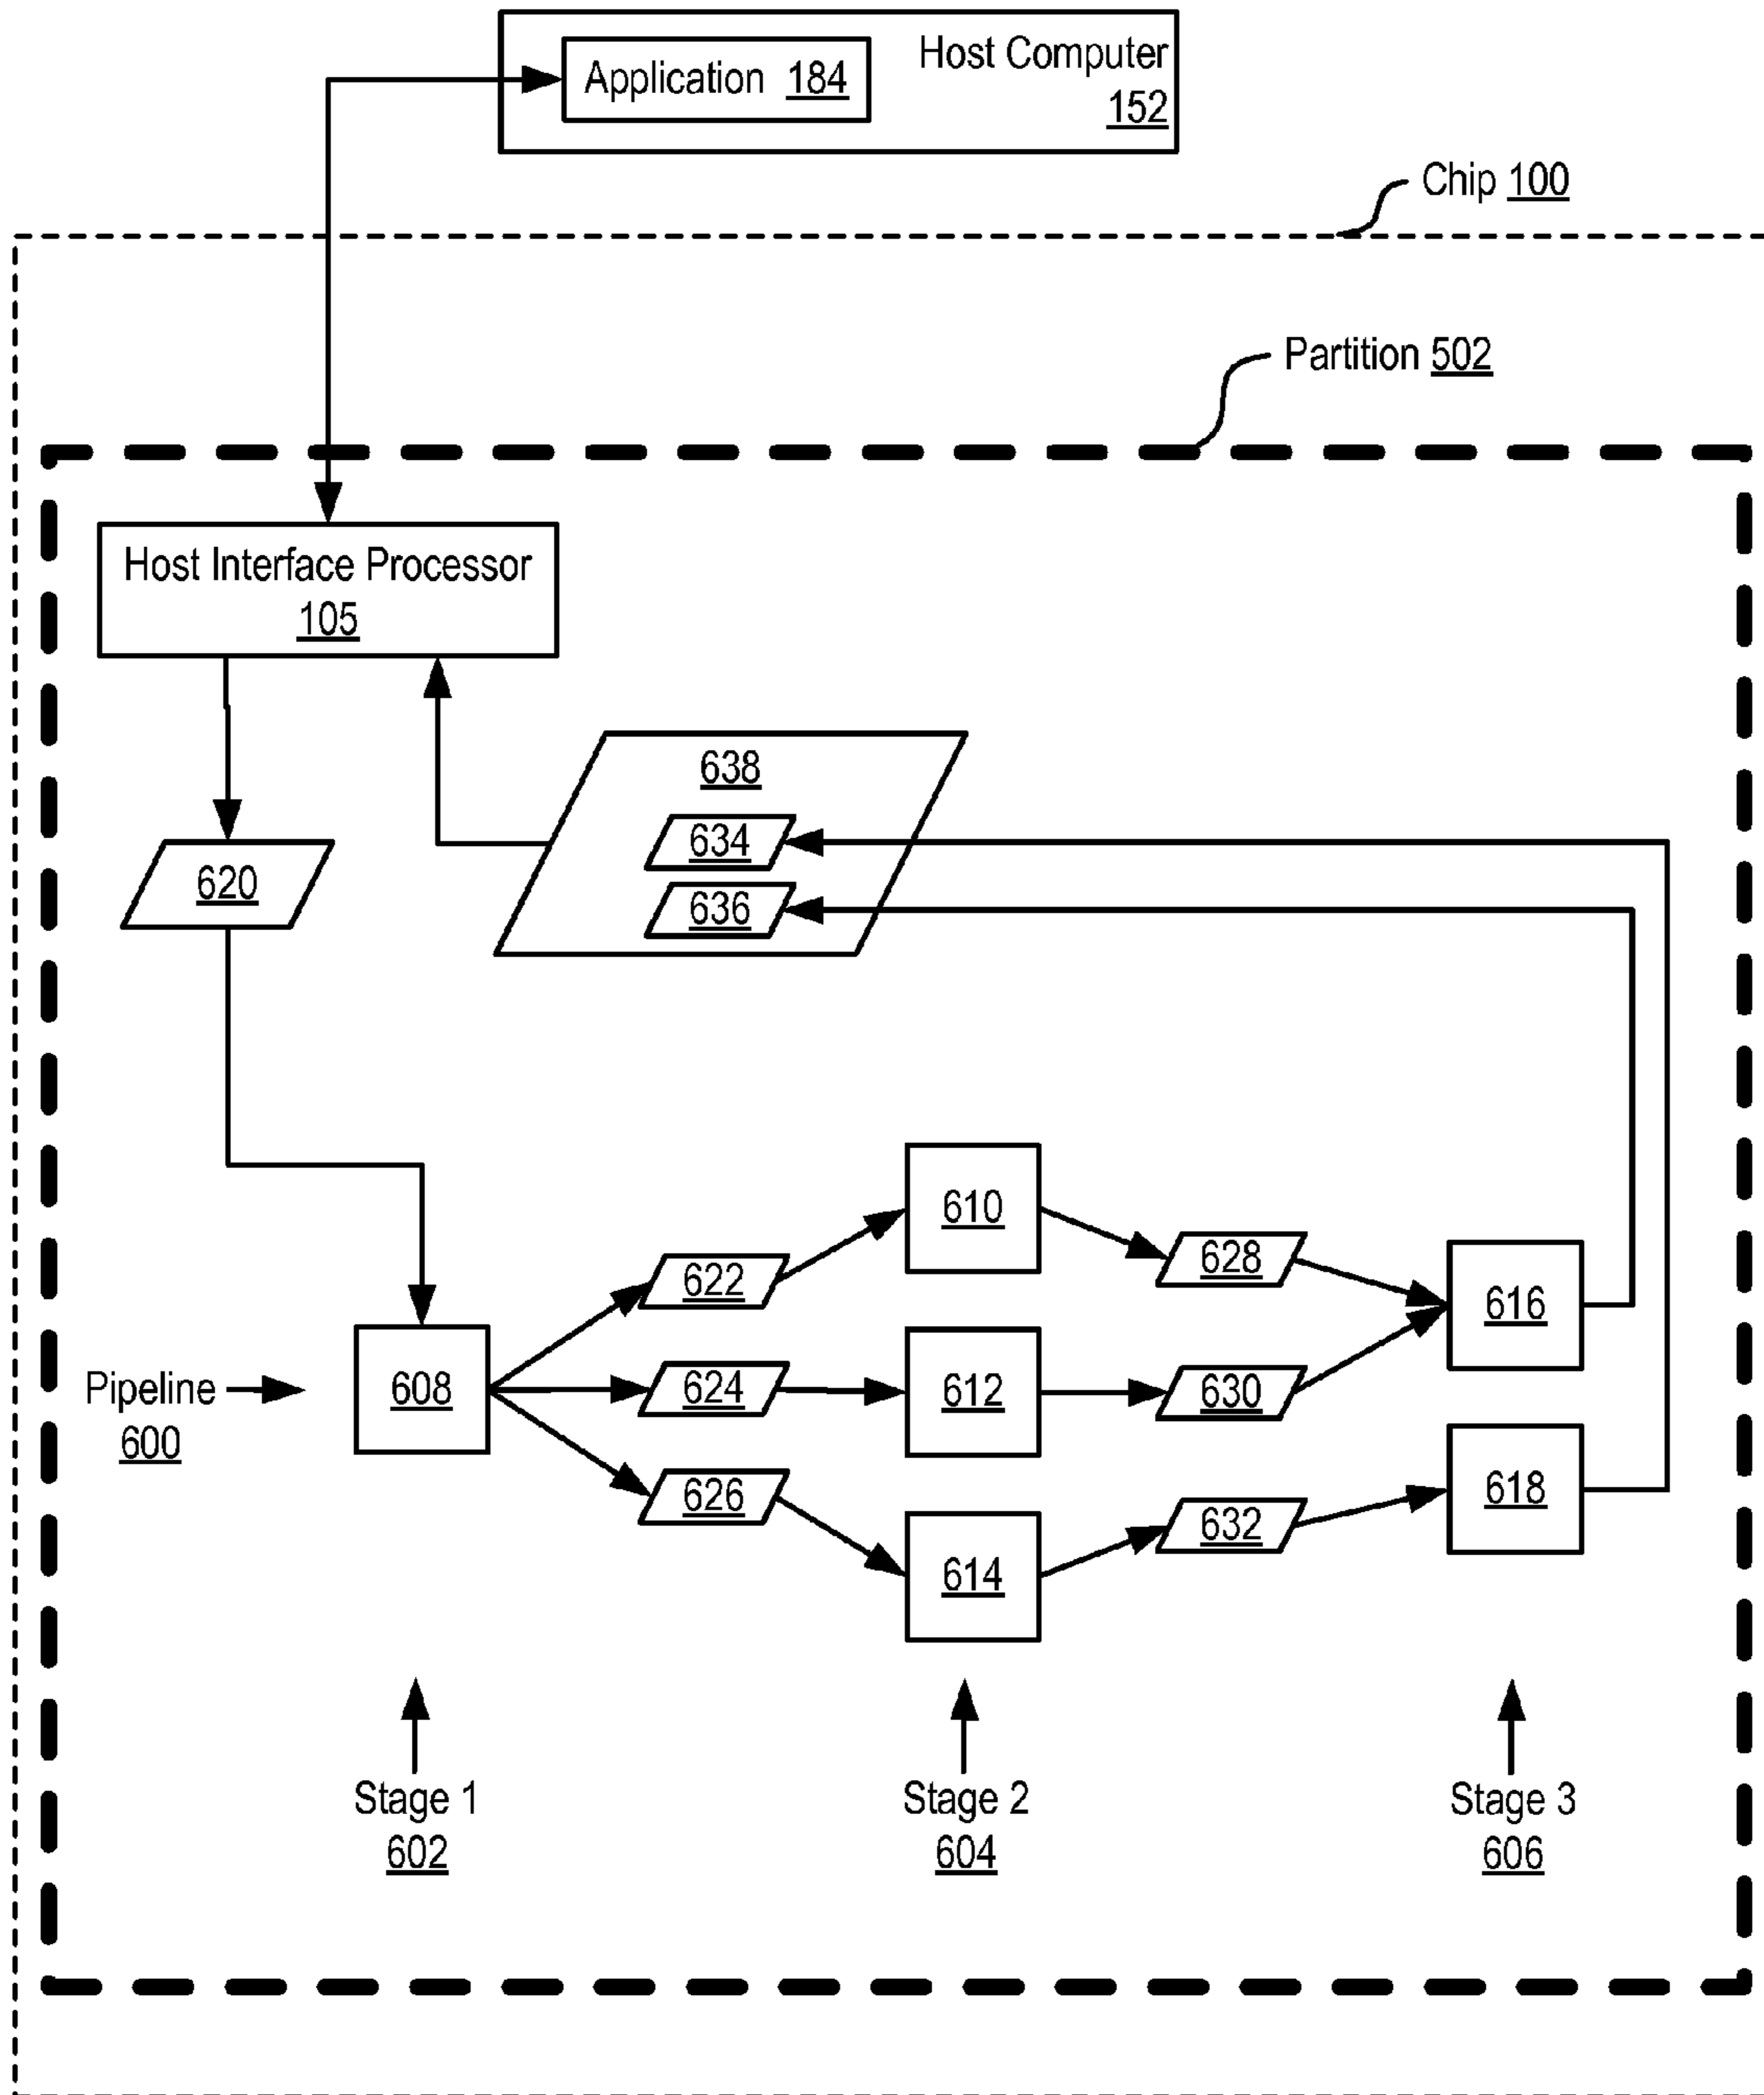 Application 184
Host Computer
152
Chip 100
Partition 502
Host Interface Processor
105
638
634
636
620
610
628
622
616
608
624
612
630
Pipeline
600
626
614
632
618
Stage 1
602
Stage 2
604
Stage 3
606